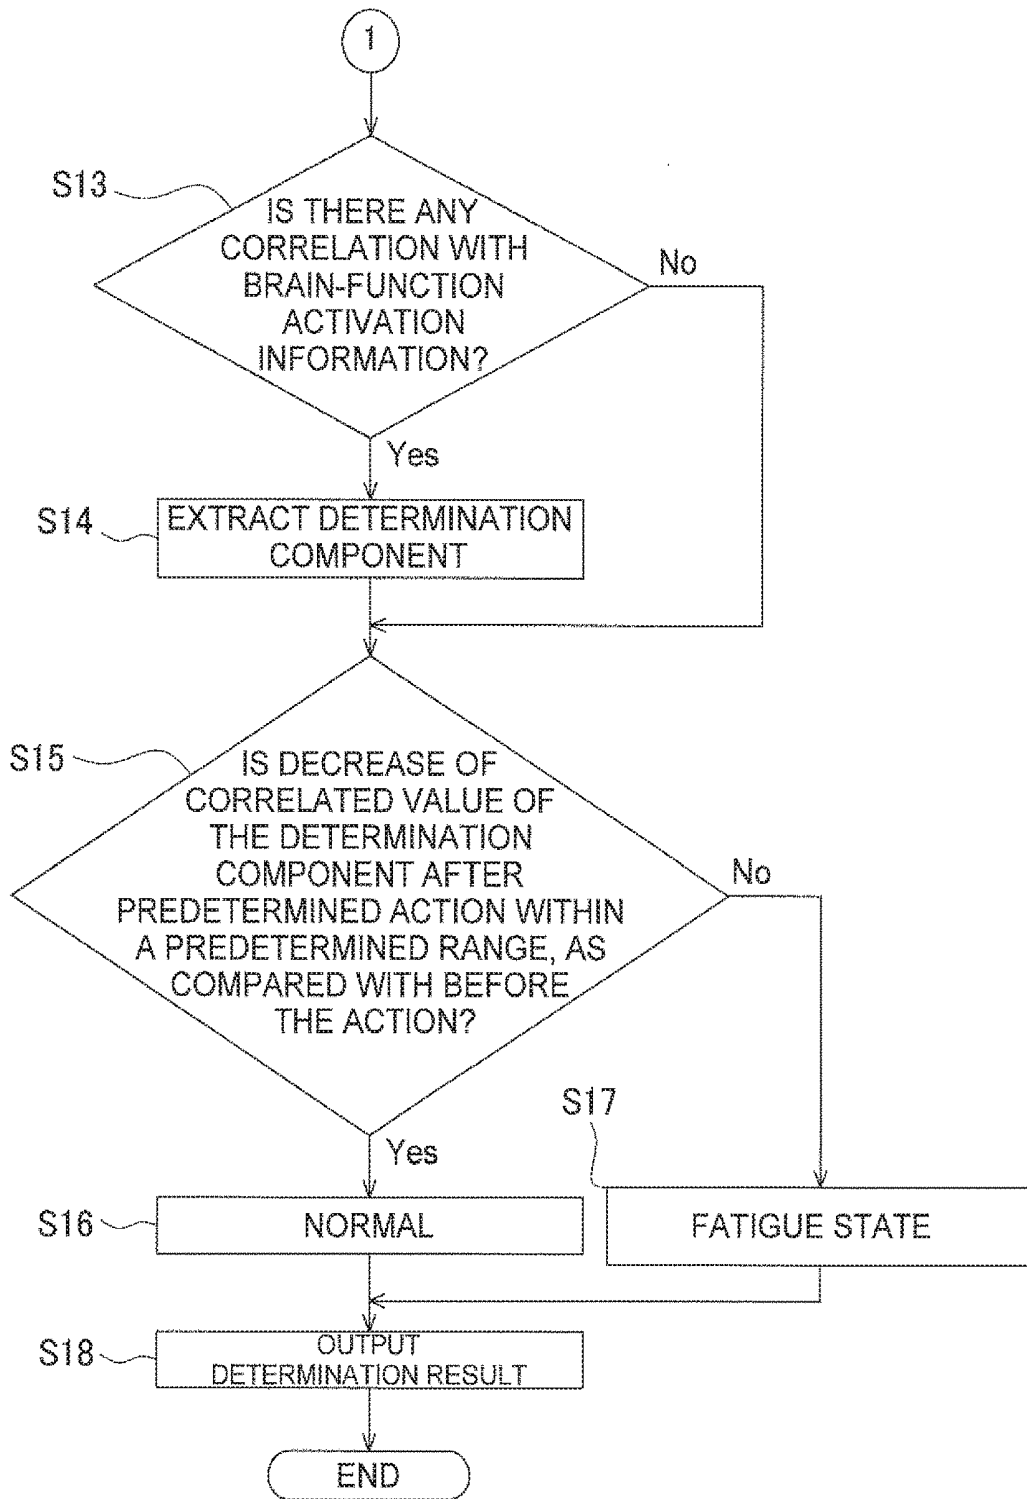 1
S13
IS THERE ANY
CORRELATION WITH
BRAIN-FUNCTION
ACTIVATION
INFORMATION?
No
Yes
S14
EXTRACT DETERMINATION
COMPONENT
S15
IS DECREASE OF
CORRELATED VALUE OF
THE DETERMINATION
COMPONENT AFTER
PREDETERMINED ACTION WITHIN
A PREDETERMINED RANGE, AS
COMPARED WITH BEFORE
THE ACTION?
No
Yes
S17
S16
NORMAL
FATIGUE STATE
S18
OUTPUT
DETERMINATION RESULT
END